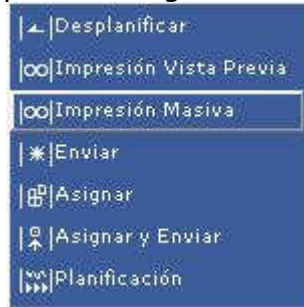 Desplanificar
Impresión Vista Previa
Impresión Masiva
Enviar
Asignar
Asignar y Enviar
Planificación